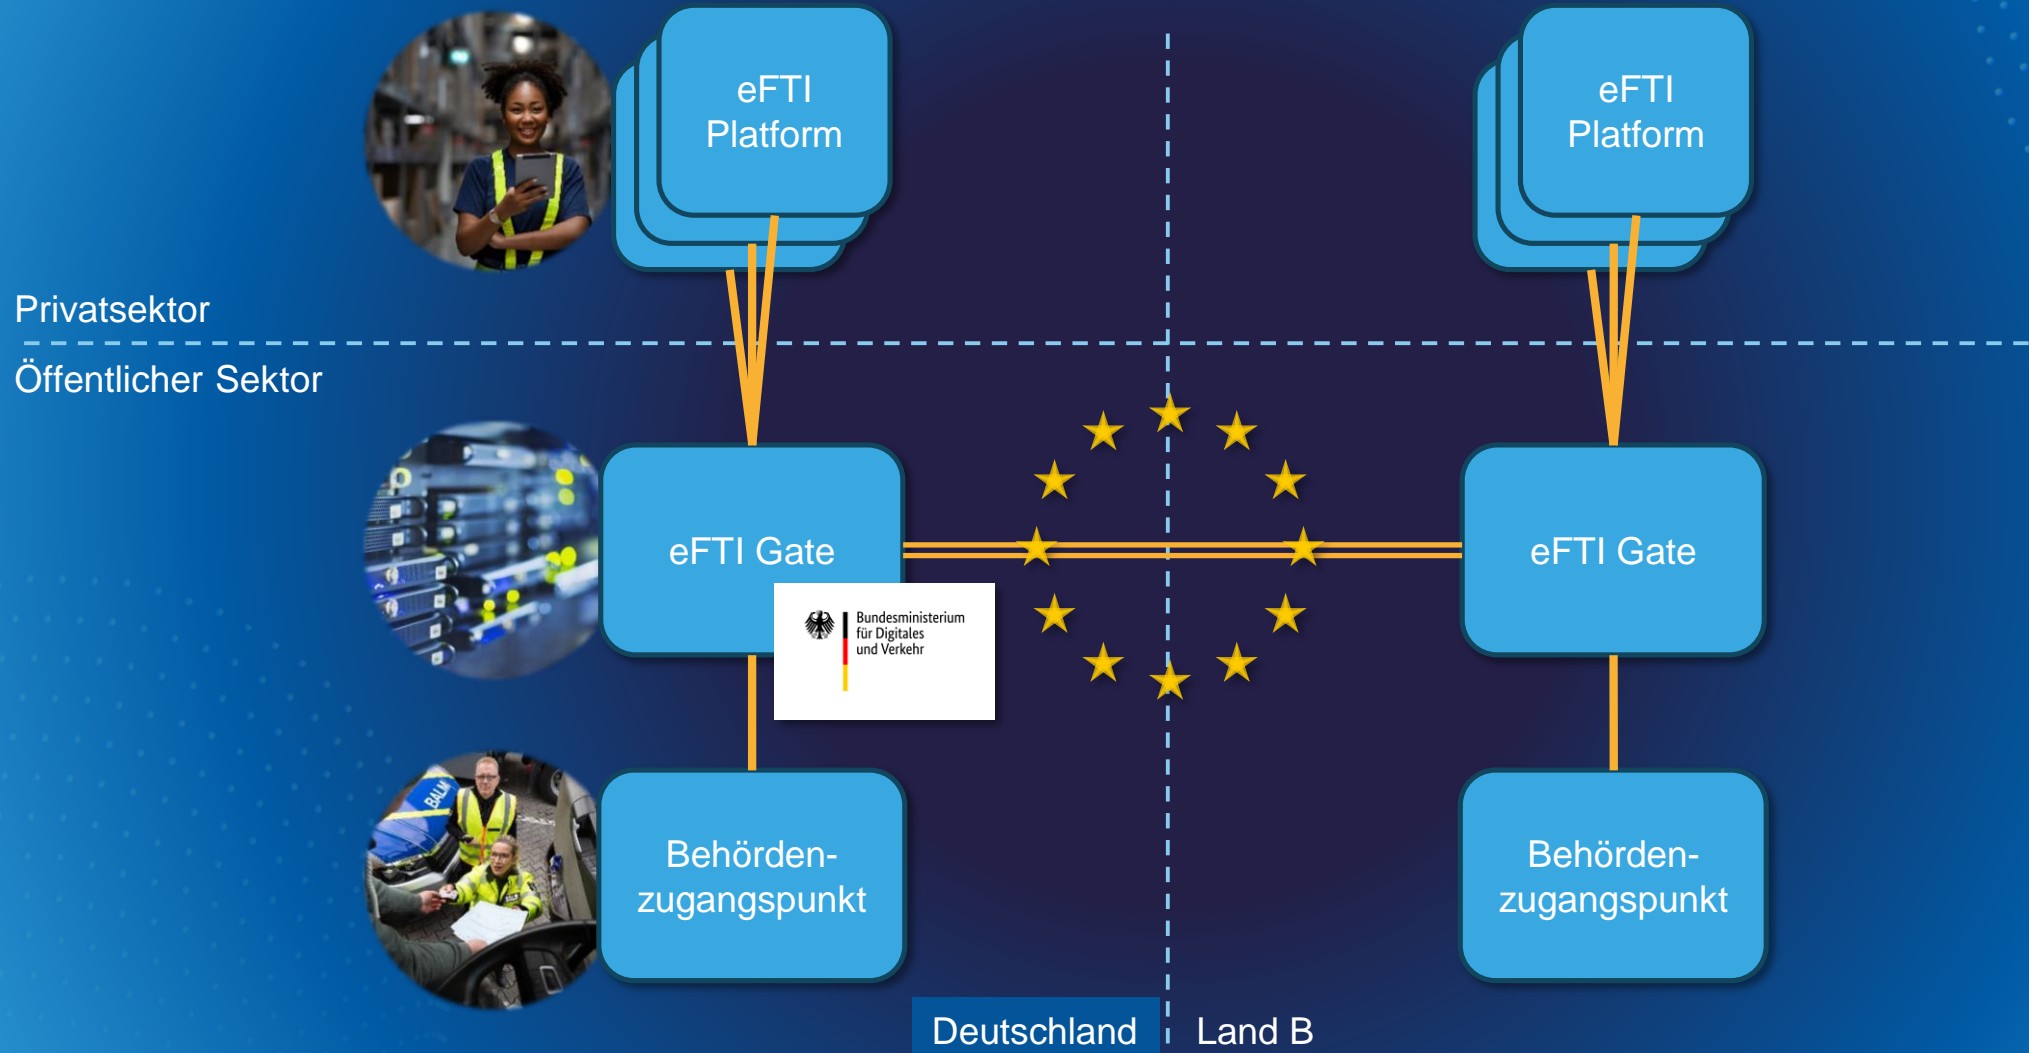 eFTI
Platform
eFTI
Platform
Privatsektor
Öffentlicher Sektor
eFTI Gate
eFTI Gate
Bundesministerium
für Digitales
und Verkehr
BALM
Behörden-
zugangspunkt
Behörden-
zugangspunkt
Deutschland
Land B